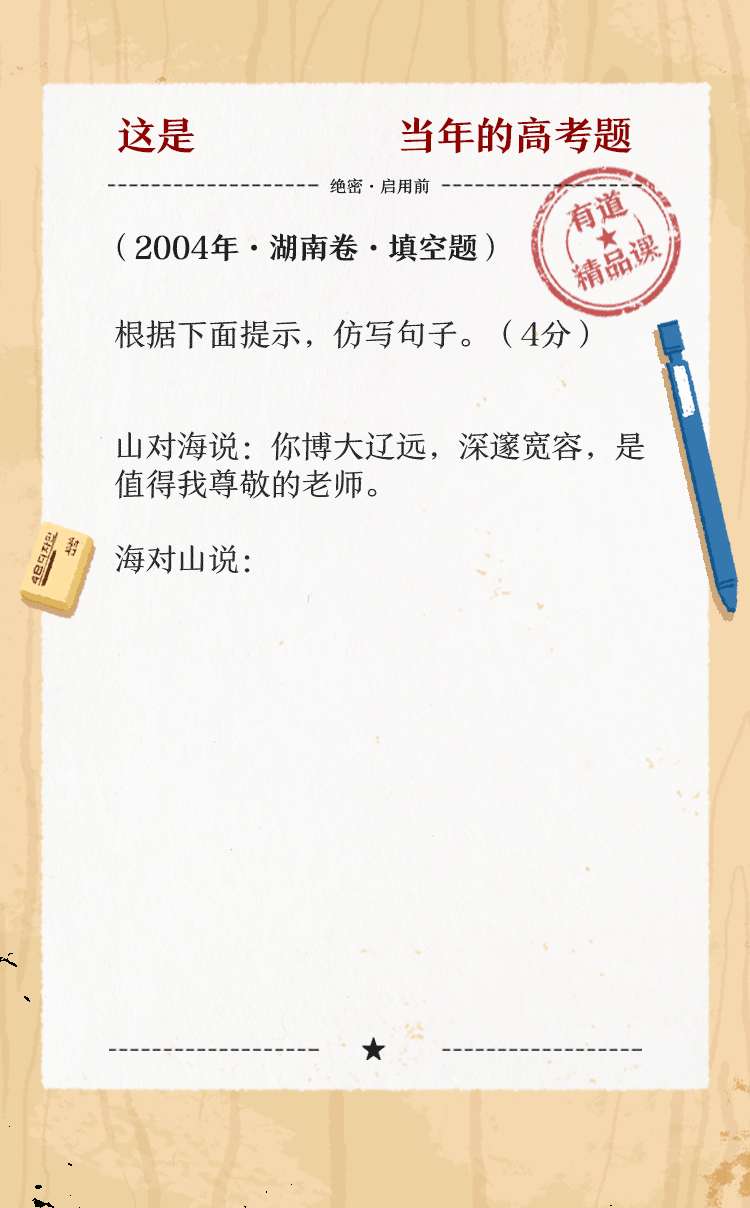 这是 当年的高考题
绝密·启用前
有道
精品课
（2004年·湖南卷·填空题）
根据下面提示，仿写句子。（4分）
山对海说：你博大辽远，深邃宽容，是
值得我尊敬的老师。
海对山说：